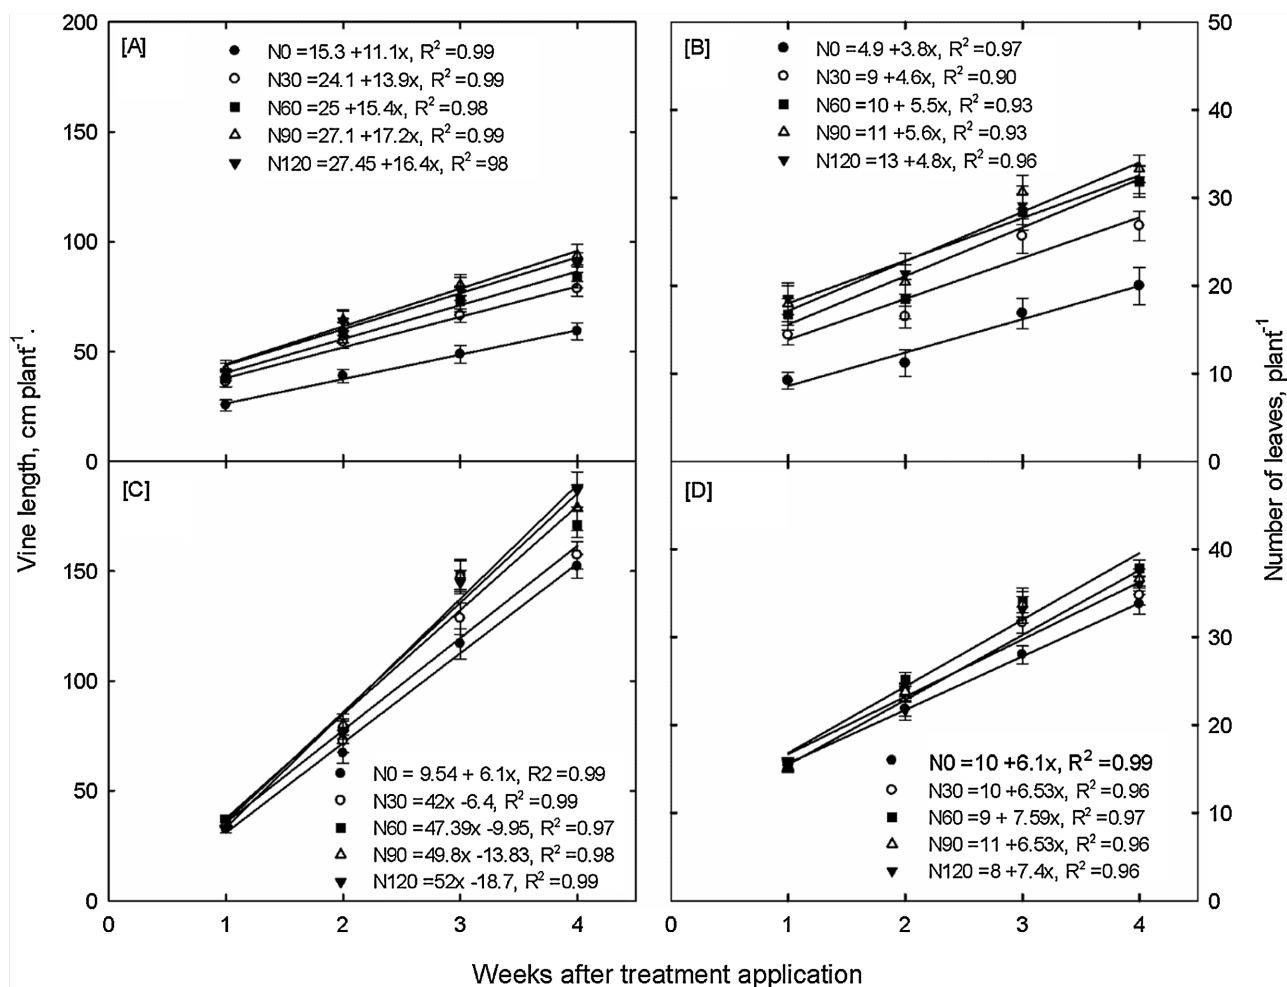 200
150
100
50
0
[A]
N0 =15.3 +11.1x, R² =0.99
N30 =24.1 +13.9x, R² =0.99
N60 =25 +15.4x, R² =0.98
N90 =27.1 +17.2x, R² =0.99
N120 =27.45 +16.4x, R² =98
[B]
N0 =4.9 +3.8x, R² =0.97
N30 =9 +4.6x, R² =0.90
N60 =10 + 5.5x, R² =0.93
N90 =11 +5.6x, R² =0.93
N120 =13 +4.8x, R² =0.96
50
40
30
20
10
0
Vine length, cm plant⁻¹.
Number of leaves, plant⁻¹
[C]
N0 = 9.54 + 6.1x, R2 =0.99
N30 =42x -6.4, R² =0.99
N60 =47.39x -9.95, R² =0.97
N90 =49.8x -13.83, R² =0.98
N120 =52x -18.7, R² =0.99
150
100
50
0
[D]
N0 =10 +6.1x, R² =0.99
N30 =10 +6.53x, R² =0.96
N60 =9 + 7.59x, R² =0.97
N90 =11 +6.53x, R² =0.96
N120 =8 +7.4x, R² =0.96
40
30
20
10
0
0 1 2 3 4
0 1 2 3 4
Weeks after treatment application